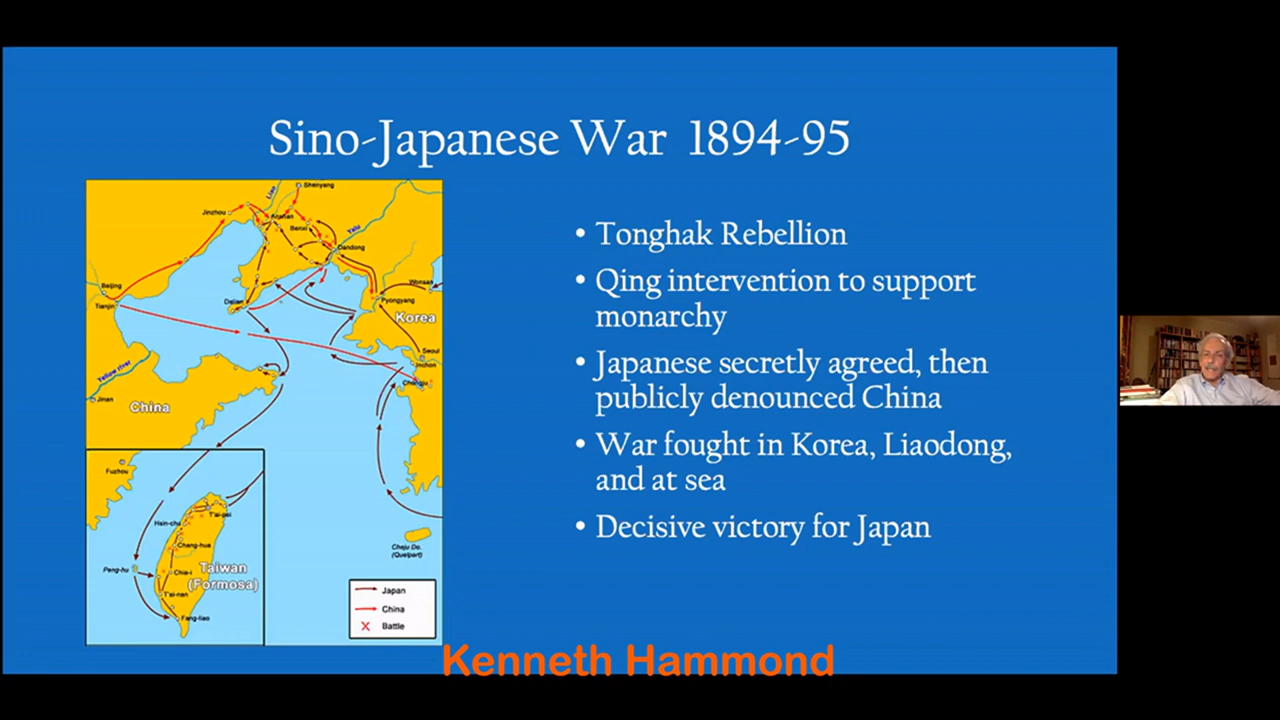 Sino-Japanese War 1894-95
• Tonghak Rebellion
• Qing intervention to support
monarchy
• Japanese secretly agreed, then
publicly denounced China
• War fought in Korea, Liaodong,
and at sea
• Decisive victory for Japan
Shenyang
Liao
Jinzhou
Anshan
Benxi
Yalu
Dandong
Beijing
Tianjin
Dalian
Wonsan
Pyongyang
Korea
Seoul
Inchon
Yellow river
Jinan
China
Fuzhou
T'ai-pei
Hsin-chu
Chang-hua
Peng-hu
Chia-i
Taiwan
(Formosa)
T'ai-nan
Fang-liao
Cheju Do.
(Quelpart)
Japan
China
X Battle
Kenneth Hammond